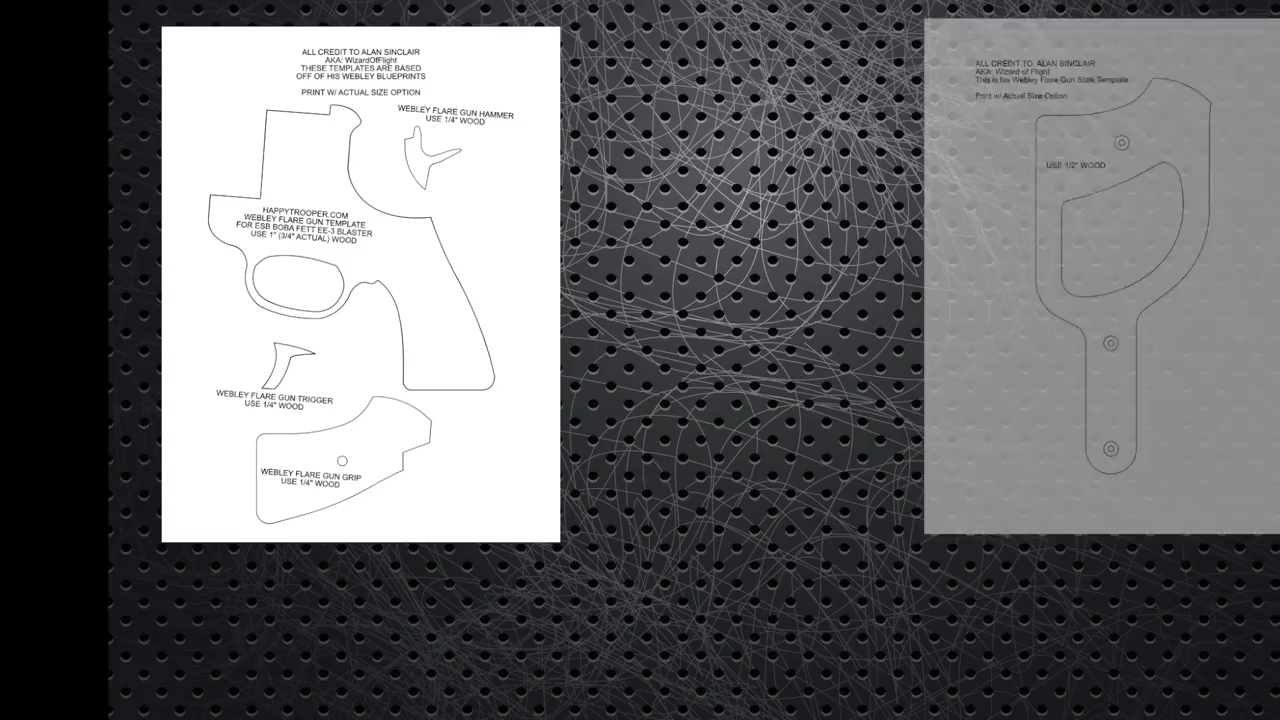 ALL CREDIT TO ALAN SINCLAIR
AKA: WizardOfFlight
THESE TEMPLATES ARE BASED
OFF OF HIS WEBLEY BLUEPRINTS
PRINT W/ ACTUAL SIZE OPTION
WEBLEY FLARE GUN HAMMER
USE 1/4" WOOD
HAPPYTROOPER.COM
WEBLEY FLARE GUN TEMPLATE
FOR ESB BOBA FETT EE-3 BLASTER
USE 1" (3/4" ACTUAL) WOOD
WEBLEY FLARE GUN TRIGGER
USE 1/4" WOOD
WEBLEY FLARE GUN GRIP
USE 1/4" WOOD
ALL CREDIT TO ALAN SINCLAIR
AKA: Wizard of Flight
This is his Webley Flare Gun Stark Template
Print w/ Actual Size Option
USE 1/2" WOOD